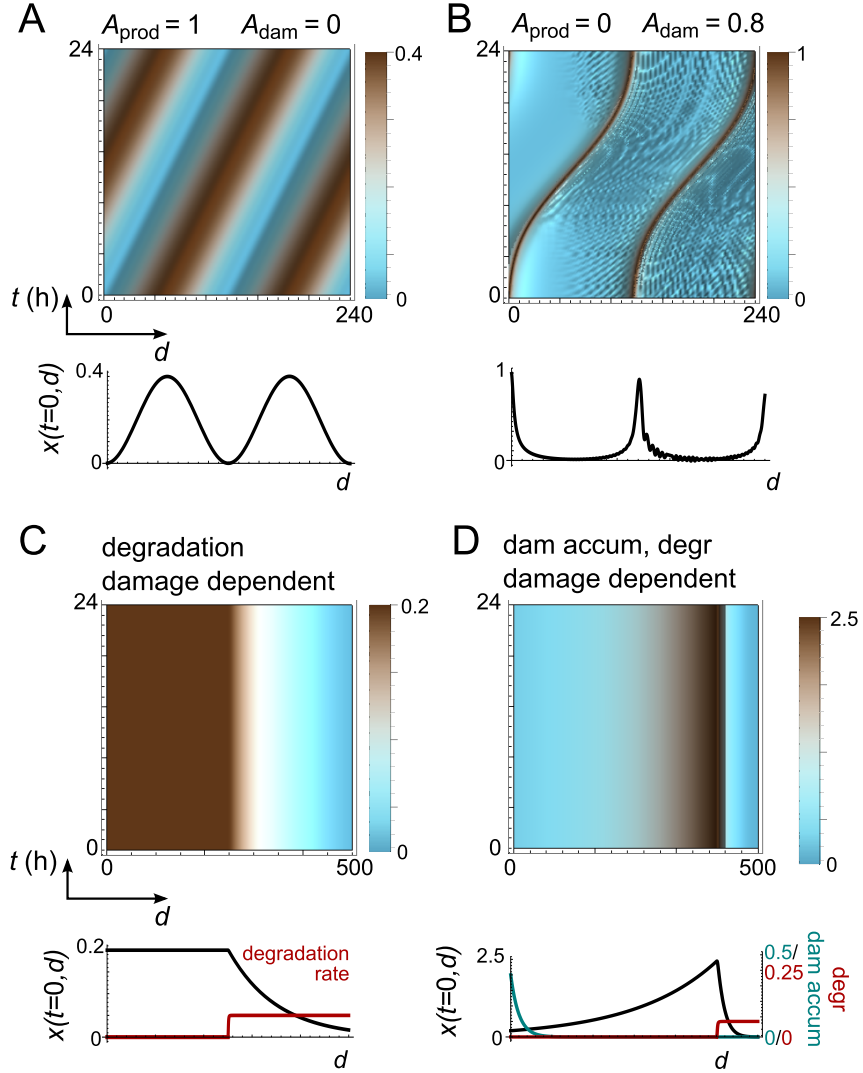 A
A_prod = 1 A_dam = 0
24
0.4
0
t (h)
0
0
240
d
0.4
x(t=0,d)
0
d
B
A_prod = 0 A_dam = 0.8
24
1
0
0
0
240
1
0
d
C
degradation
damage dependent
24
0.2
0
t (h)
0
0
500
d
0.2
x(t=0,d)
degradation
rate
0
d
D
dam accum, degr
damage dependent
24
2.5
0
0
0
500
2.5
x(t=0,d)
0
0.5/
0.25
0/0
dam accum
degr
d